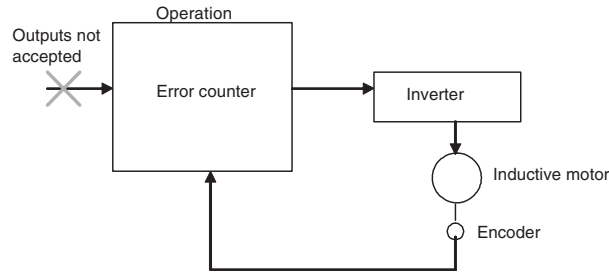 Operation
Outputs not
accepted
Error counter
Inverter
Inductive motor
Encoder